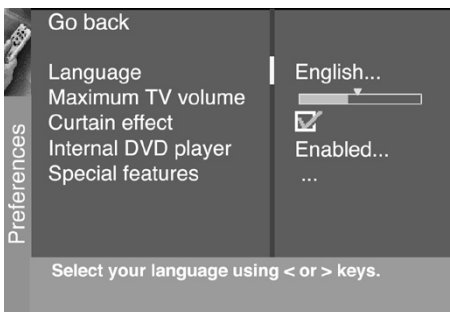 Go back
Language English...
Maximum TV volume
Curtain effect
Internal DVD player Enabled...
Special features ...
Preferences
Select your language using < or > keys.